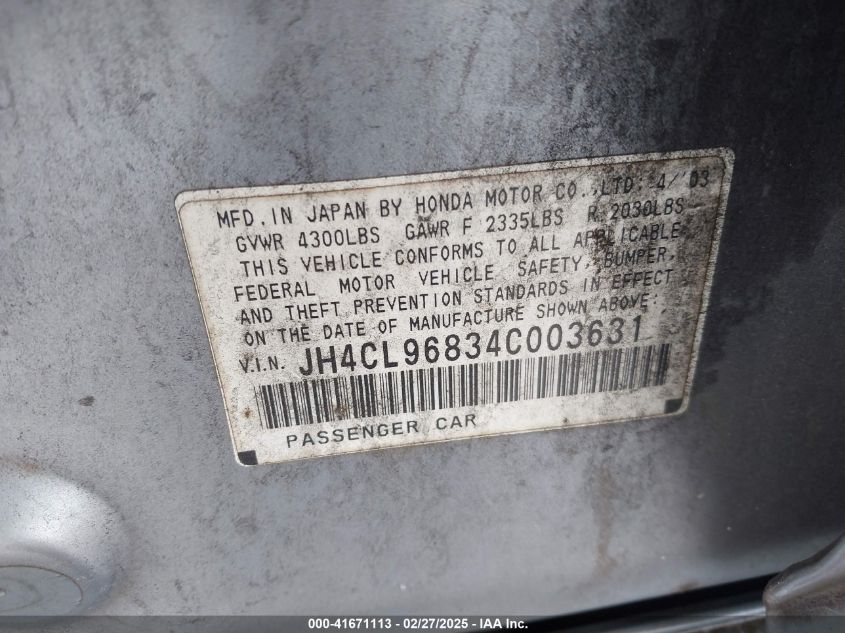 MFD. IN JAPAN BY HONDA MOTOR CO., LTD: 4/'03
GVWR 4300LBS GAWR F 2335LBS R 2030LBS
THIS VEHICLE CONFORMS TO ALL APPLICABLE
FEDERAL MOTOR VEHICLE SAFETY, BUMPER,
AND THEFT PREVENTION STANDARDS IN EFFECT
ON THE DATE OF MANUFACTURE SHOWN ABOVE:
V.I.N. JH4CL96834C003631
PASSENGER CAR
000-41671113 - 02/27/2025 - IAA Inc.